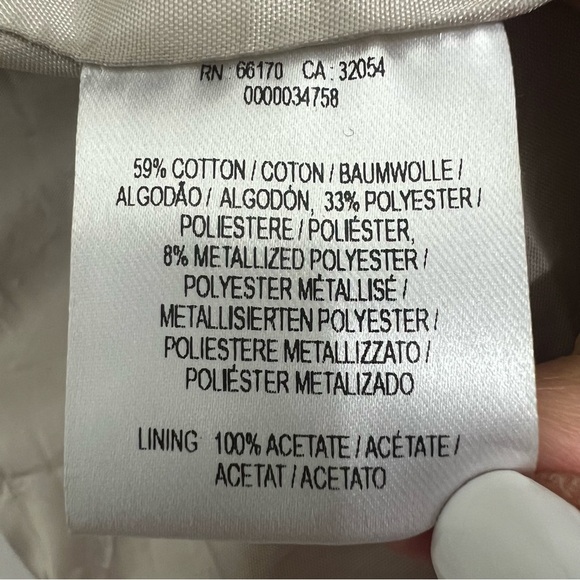 RN : 66170 CA : 32054
0000034758
59% COTTON / COTON / BAUMWOLLE /
ALGODÃO / ALGODÓN, 33% POLYESTER /
POLIESTERE / POLIÉSTER,
8% METALLIZED POLYESTER /
POLYESTER MÉTALLISÉ /
METALLISIERTEN POLYESTER /
POLIESTERE METALLIZZATO /
POLIÉSTER METALIZADO
LINING 100% ACETATE / ACÉTATE /
ACETAT / ACETATO